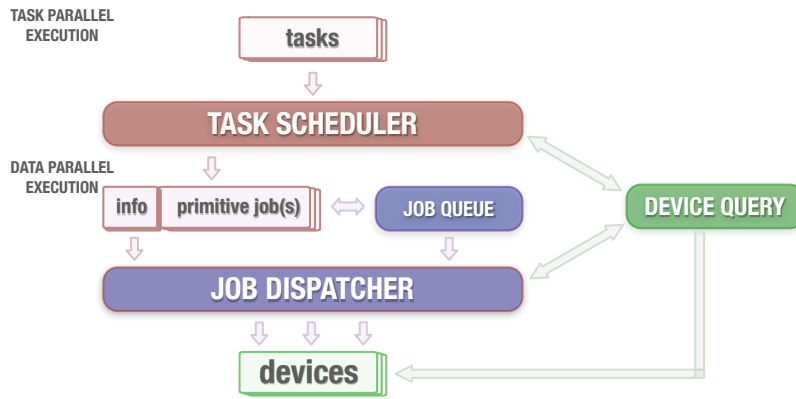 TASK PARALLEL
EXECUTION
tasks
TASK SCHEDULER
DATA PARALLEL
EXECUTION
info
primitive job(s)
JOB QUEUE
DEVICE QUERY
JOB DISPATCHER
devices